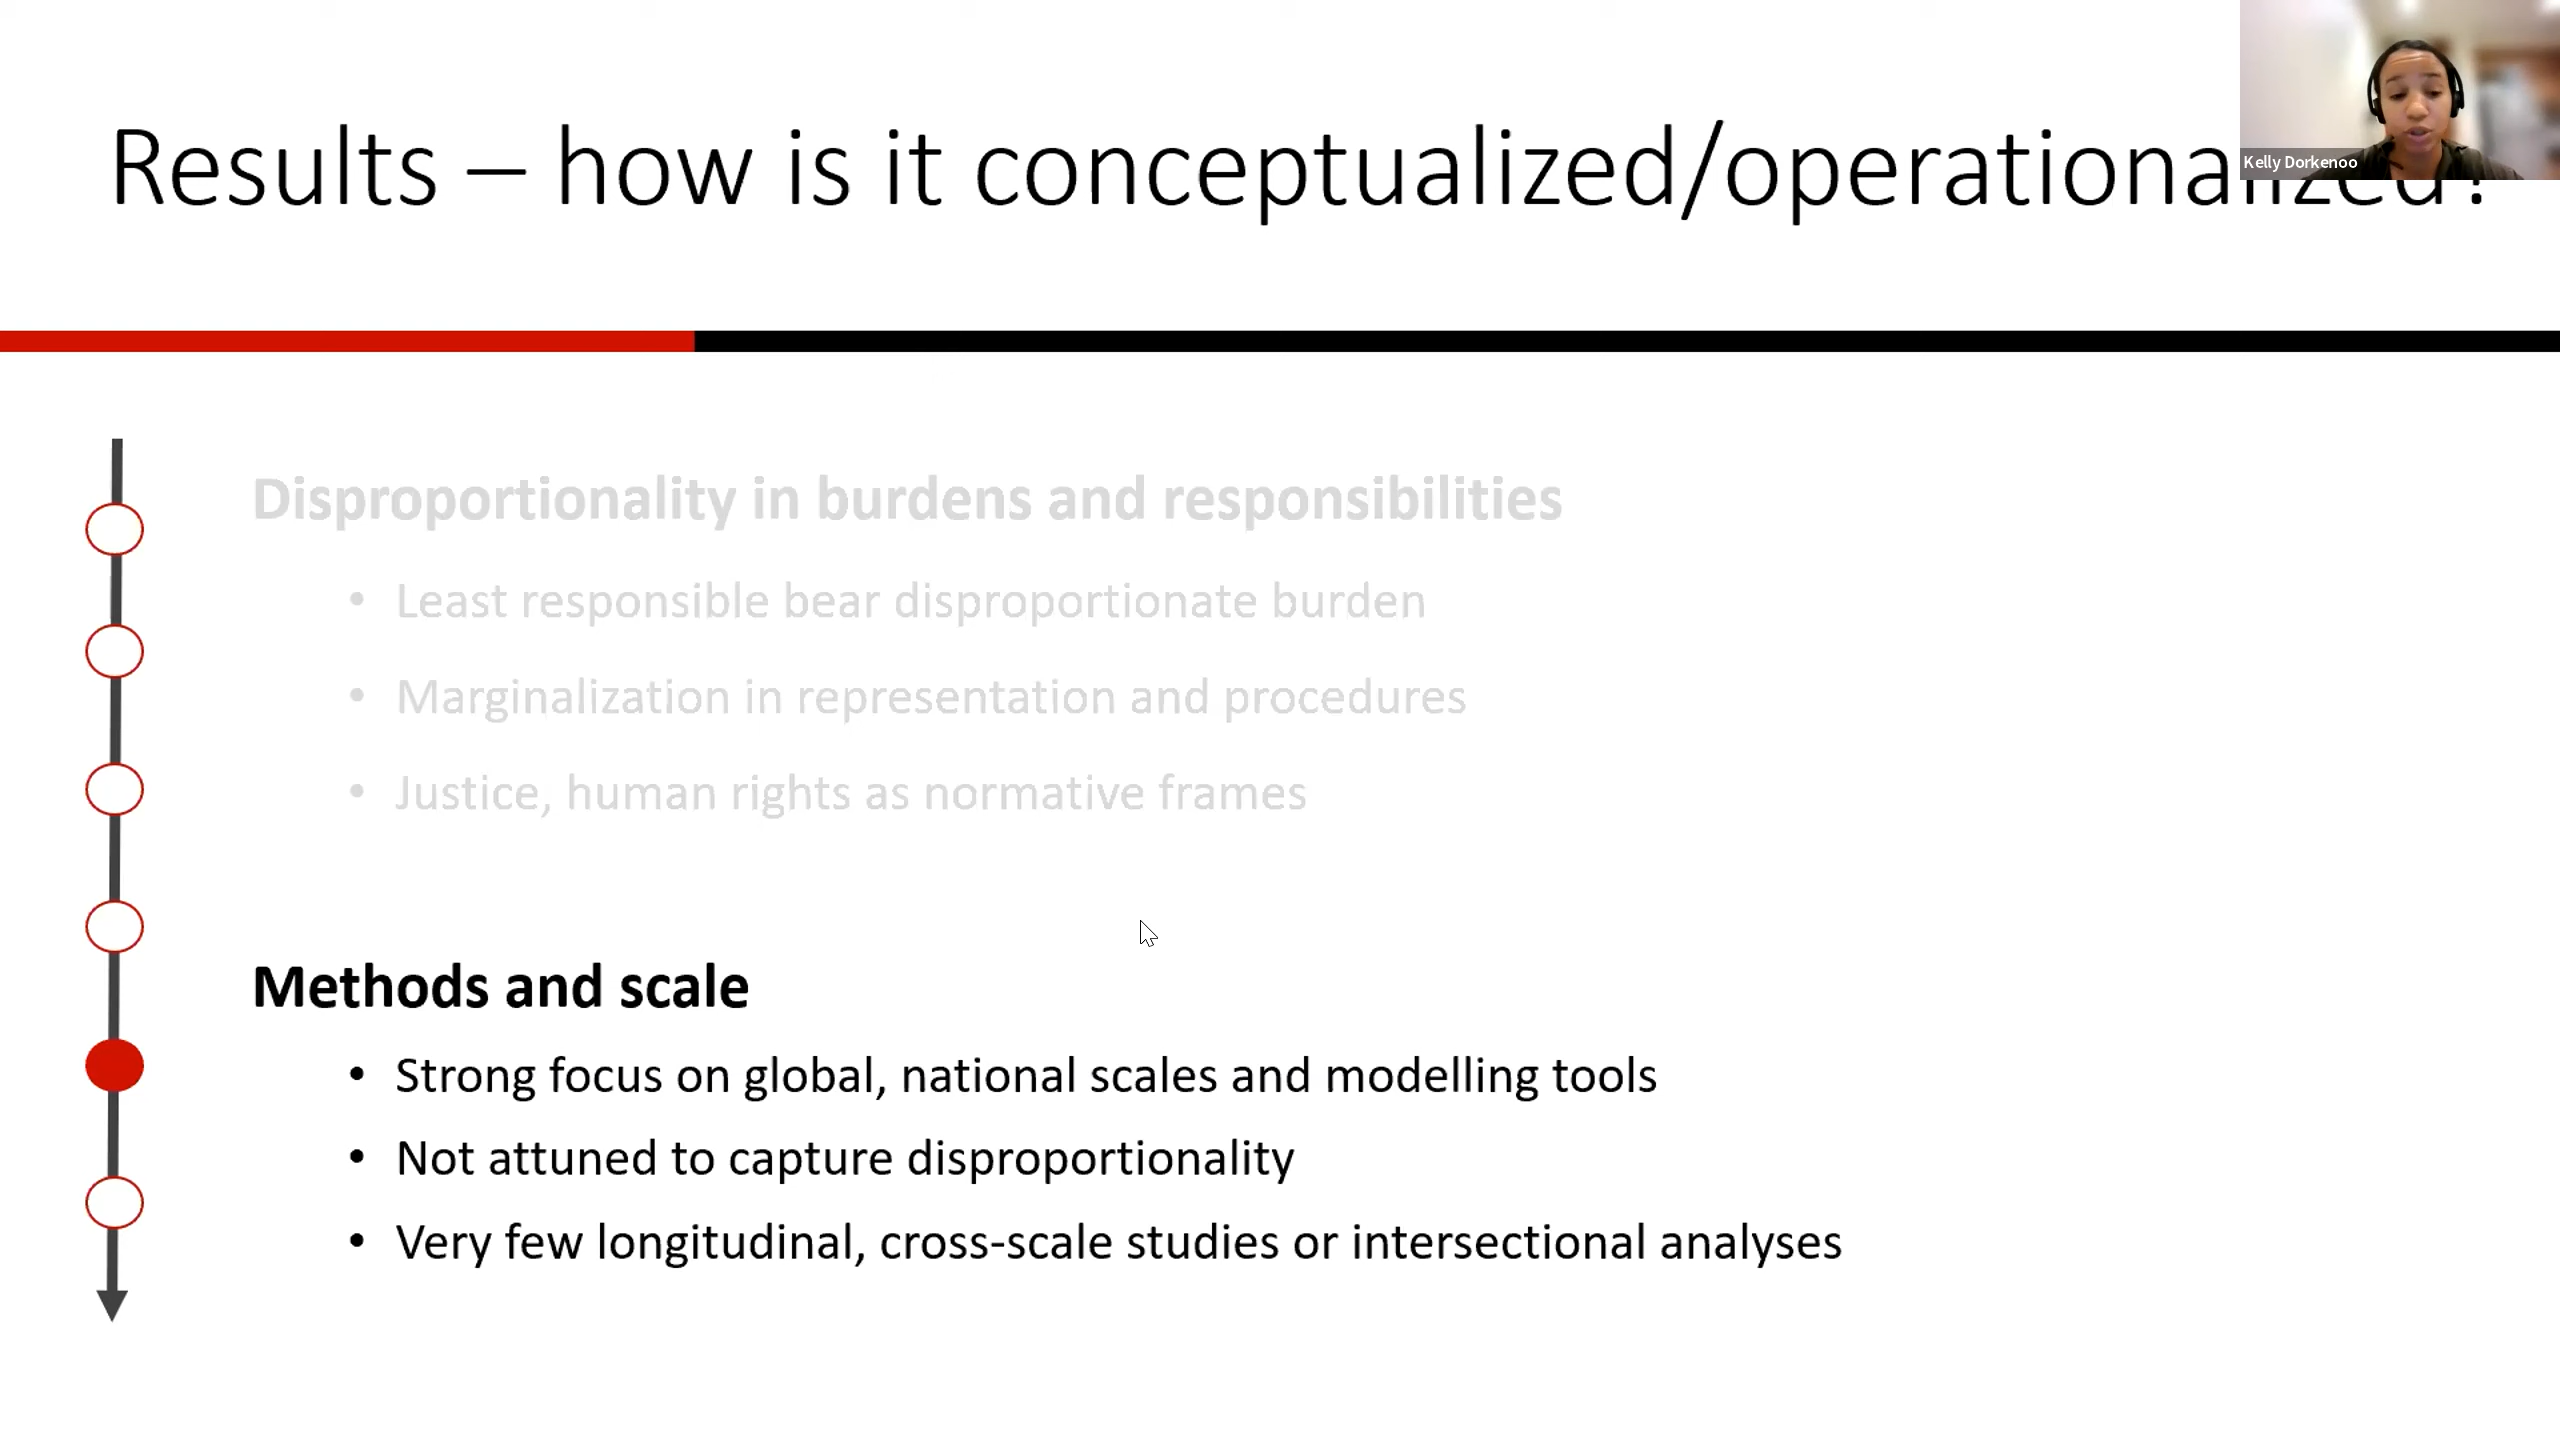 Results – how is it conceptualized/operationalized?
Kelly Dorkenoo
Disproportionality in burdens and responsibilities
• Least responsible bear disproportionate burden
• Marginalization in representation and procedures
• Justice, human rights as normative frames
Methods and scale
• Strong focus on global, national scales and modelling tools
• Not attuned to capture disproportionality
• Very few longitudinal, cross-scale studies or intersectional analyses